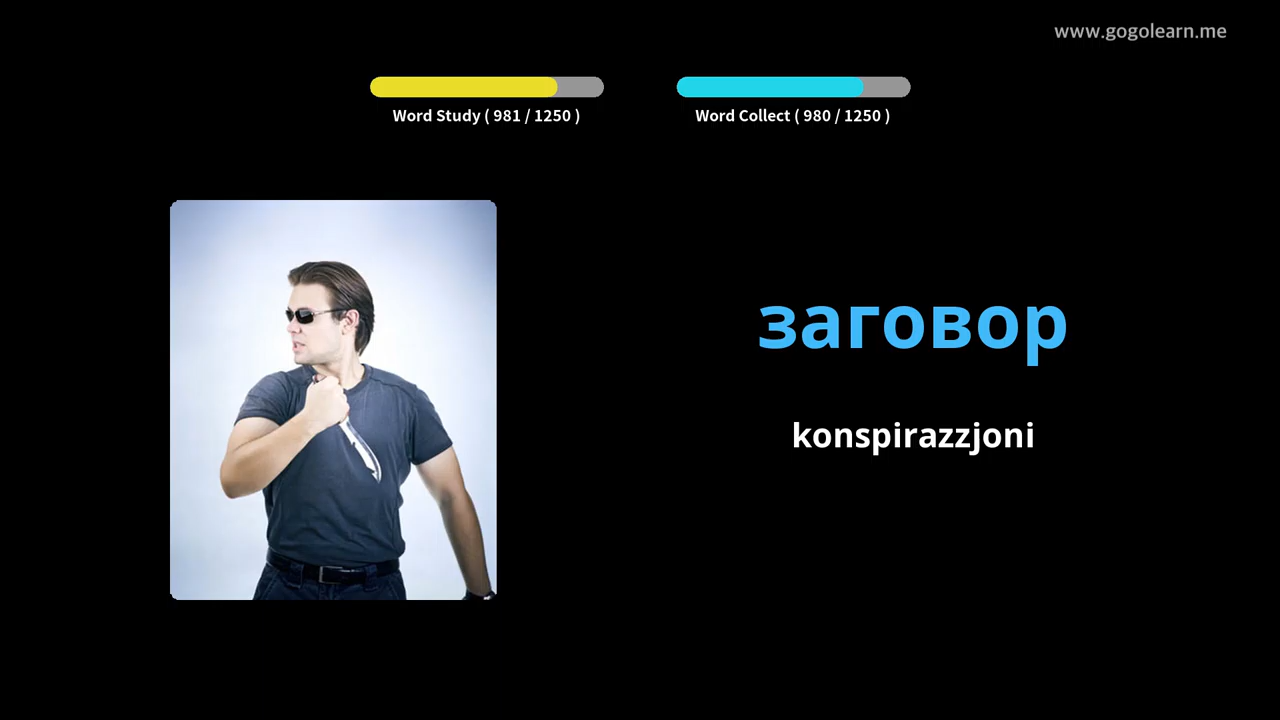 www.gogolearn.me
Word Study ( 981 / 1250 )
Word Collect ( 980 / 1250 )
заговор
konspirazzjoni